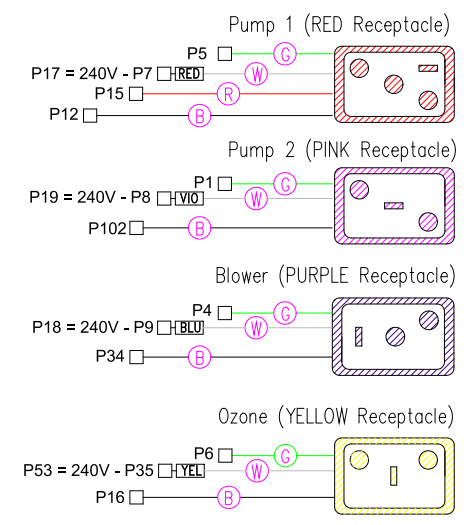 Pump 1 (RED Receptacle)
P5 G
P17 = 240V - P7 RED W
P15 R
P12 B
Pump 2 (PINK Receptacle)
P1 G
P19 = 240V - P8 VIO W
P102 B
Blower (PURPLE Receptacle)
P4 G
P18 = 240V - P9 BLU W
P34 B
Ozone (YELLOW Receptacle)
P6 G
P53 = 240V - P35 YEL W
P16 B